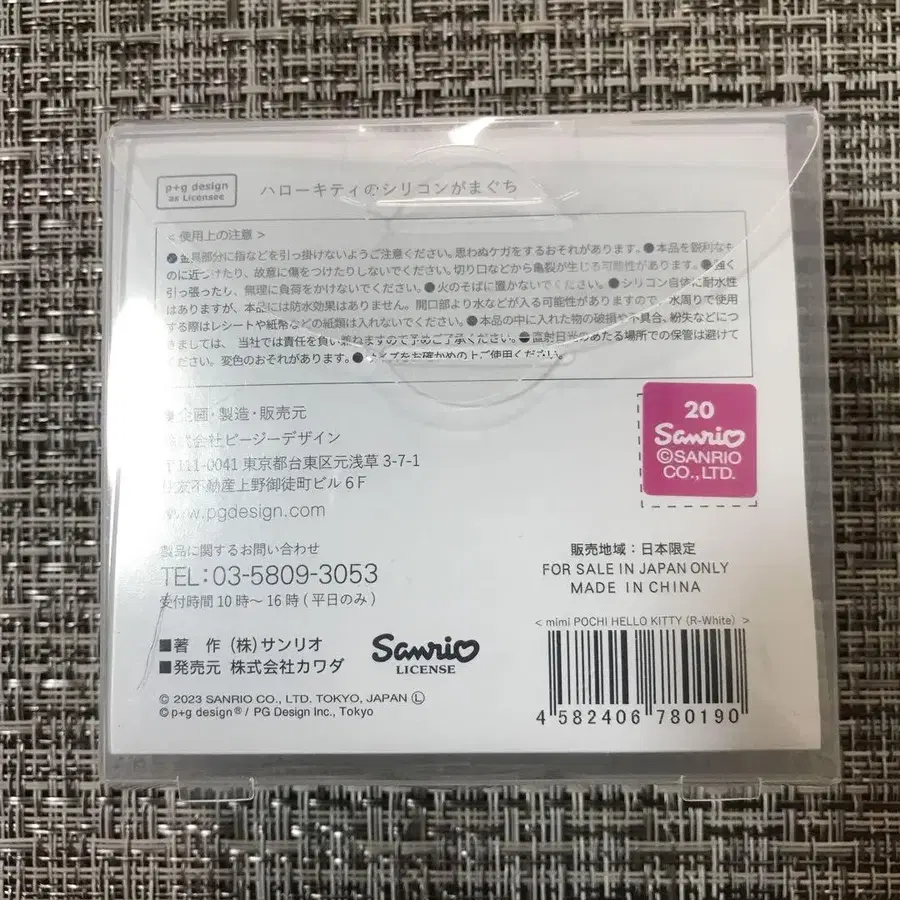 p+g design
as Licensee
ハローキティのシリコンがまぐち
< 使用上の注意 >
●金具部分に指などを引っ掛けないようご注意ください。思わぬケガをするおそれがあります。●本品を鋭利なも
のに近づけたり、故意に傷をつけたりしないでください。切り口などから亀裂が生じる可能性があります。●強く
引っ張ったり、無理に負荷をかけないでください。●火のそばに置かないでください。●シリコン自体に耐水性
はありますが、本品には防水効果はありません。開口部より水などが入る可能性がありますので、水周りで使用
する際はレシートや紙幣などの紙類は入れないでください。●本品の中に入れた物の破損や不具合、紛失などにつ
きましては、当社では責任を負い兼ねますので予めご了承ください。●直射日光のあたる場所での保管は避けて
ください。変色のおそれがあります。●サイズをお確かめの上ご使用ください。
企画・製造・販売元
株式会社ピージーデザイン
〒111-0041 東京都台東区元浅草 3-7-1
住友不動産上野御徒町ビル 6F
www.pgdesign.com
製品に関するお問い合わせ
TEL:03-5809-3053
受付時間 10 時〜 16 時 (平日のみ)
■著 作 (株)サンリオ
■発売元 株式会社カワダ
Sanrio
LICENSE
© 2023 SANRIO CO., LTD. TOKYO, JAPAN Ⓛ
© p+g design® / PG Design Inc., Tokyo
20
Sanrio
©SANRIO
CO.,LTD.
販売地域：日本限定
FOR SALE IN JAPAN ONLY
MADE IN CHINA
< mimi POCHI HELLO KITTY (R-White) >
4 582406 780190